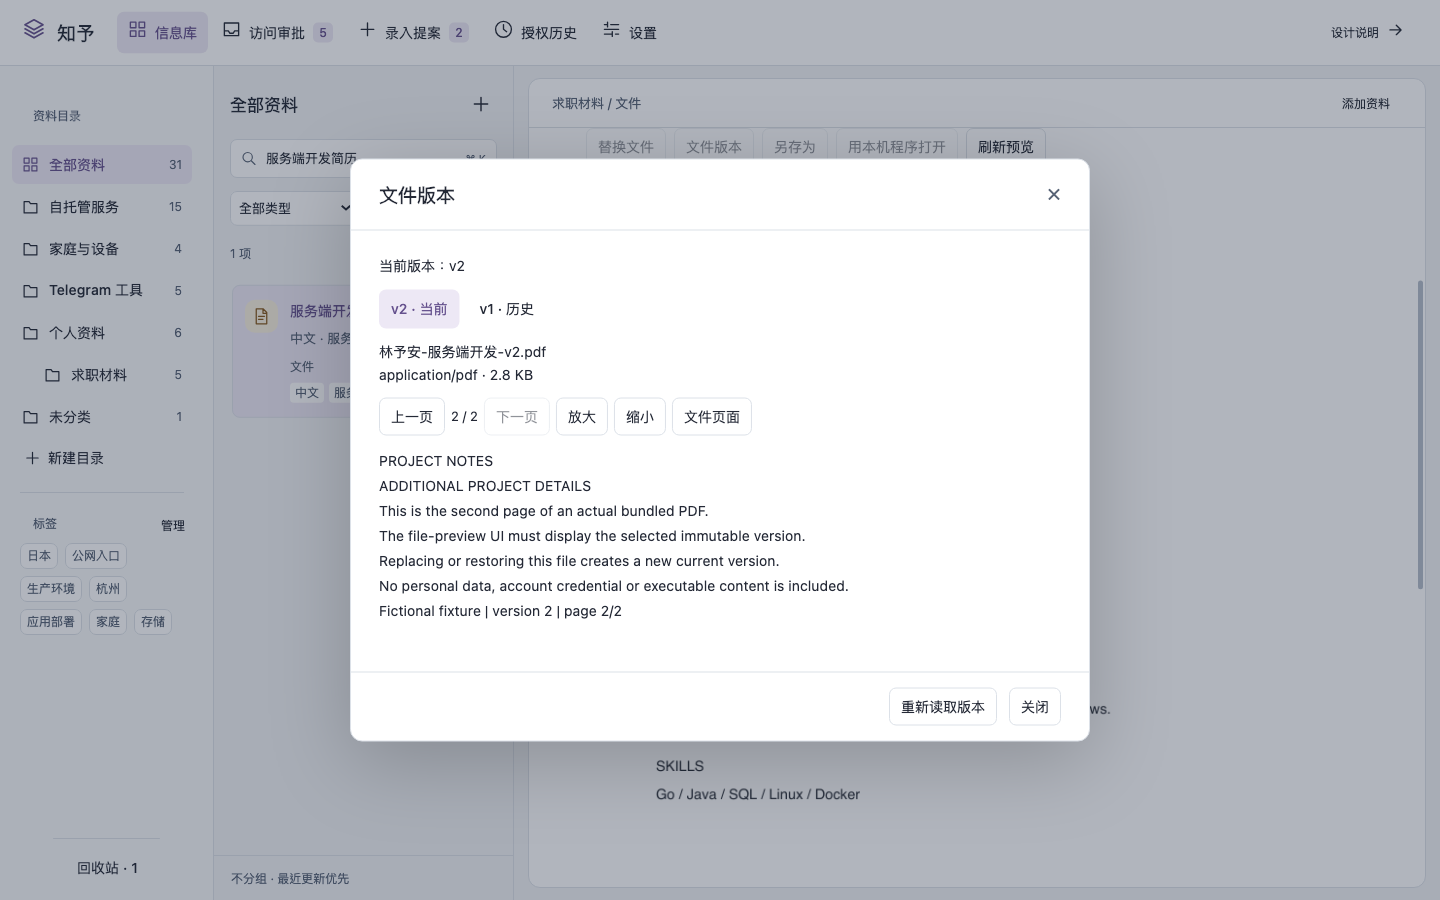 知予
信息库
访问审批 5
录入提案 2
授权历史
设置
设计说明
资料目录
全部资料 31
自托管服务 15
家庭与设备 4
Telegram 工具 5
个人资料 6
求职材料 5
未分类 1
新建目录
标签 管理
日本 公网入口
生产环境 杭州
应用部署 家庭 存储
回收站 · 1
全部资料
服务端开发简历
全部类型
1 项
服务端开
中文 · 服务
文件
中文
不分组 · 最近更新优先
求职材料 / 文件
添加资料
替换文件 文件版本 另存为 用本机程序打开 刷新预览
文件版本
当前版本：v2
v2 · 当前 v1 · 历史
林予安-服务端开发-v2.pdf
application/pdf · 2.8 KB
上一页 2 / 2 下一页 放大 缩小 文件页面
PROJECT NOTES
ADDITIONAL PROJECT DETAILS
This is the second page of an actual bundled PDF.
The file-preview UI must display the selected immutable version.
Replacing or restoring this file creates a new current version.
No personal data, account credential or executable content is included.
Fictional fixture | version 2 | page 2/2
重新读取版本 关闭
ws.
SKILLS
Go / Java / SQL / Linux / Docker